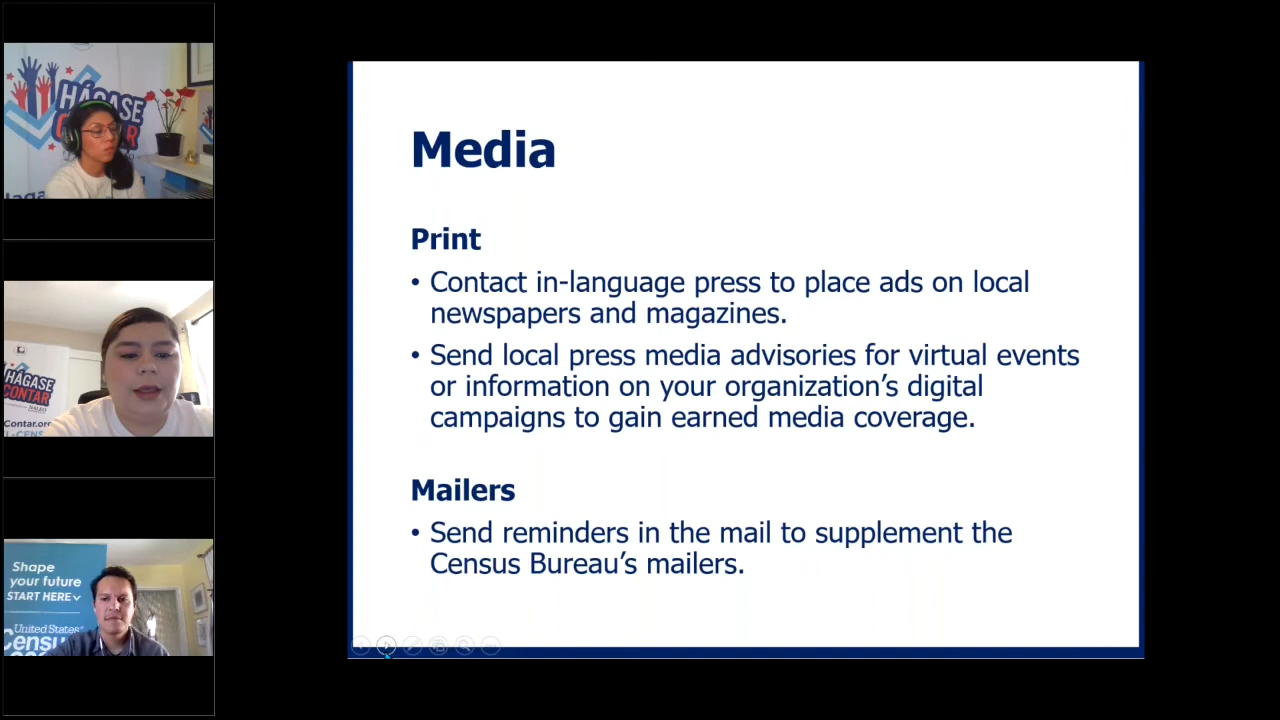 HÁGASE
CONTAR
HÁGASE
CONTAR
NALEO
Contar.org
Shape
your future
START HERE
United States
Census
Media
Print
• Contact in-language press to place ads on local
newspapers and magazines.
• Send local press media advisories for virtual events
or information on your organization’s digital
campaigns to gain earned media coverage.
Mailers
• Send reminders in the mail to supplement the
Census Bureau’s mailers.